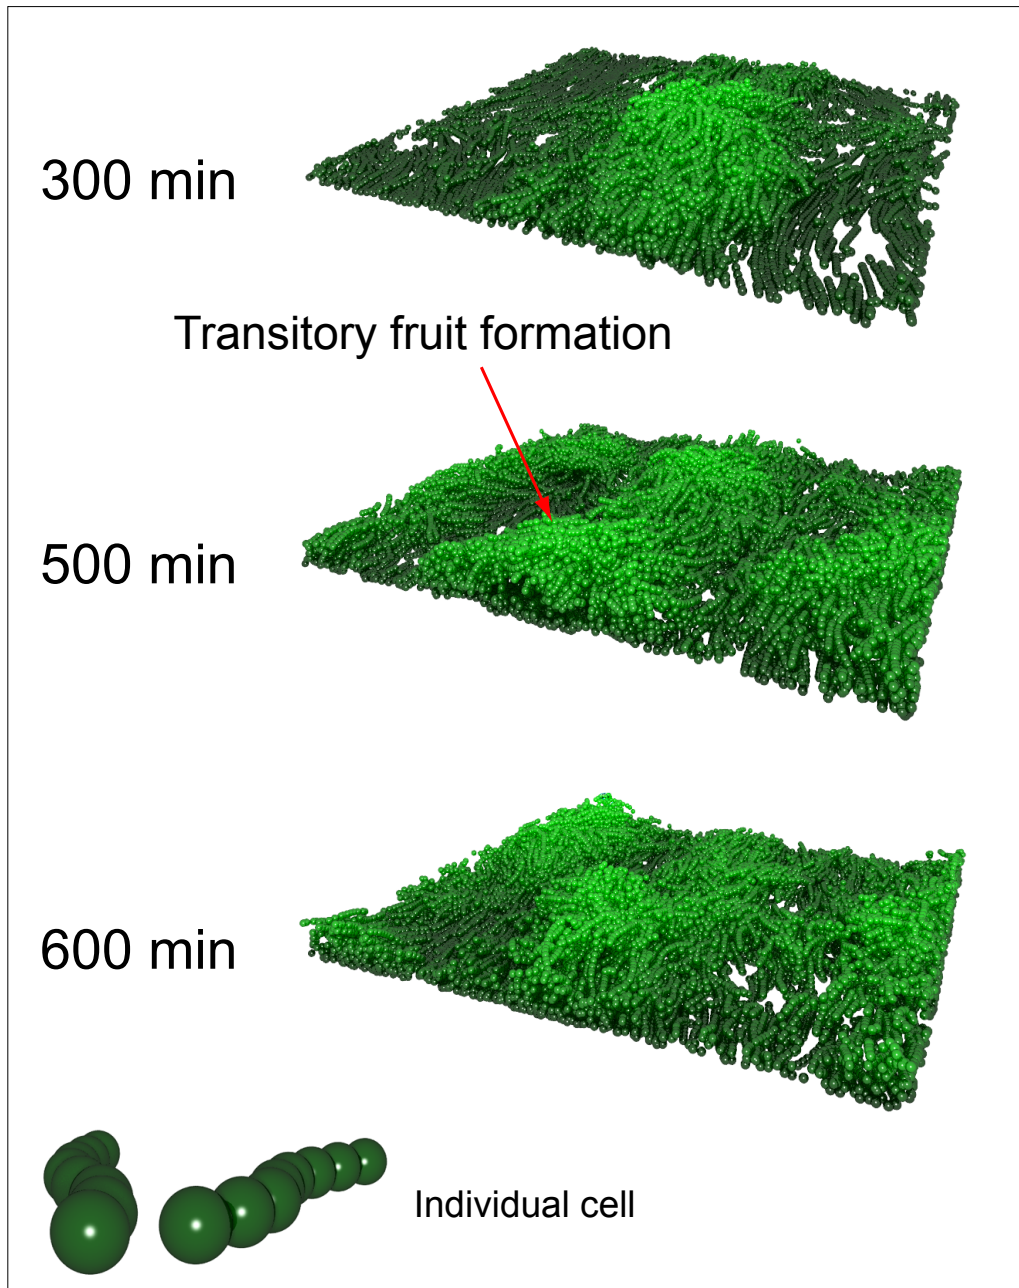 300 min
Transitory fruit formation
500 min
600 min
Individual cell